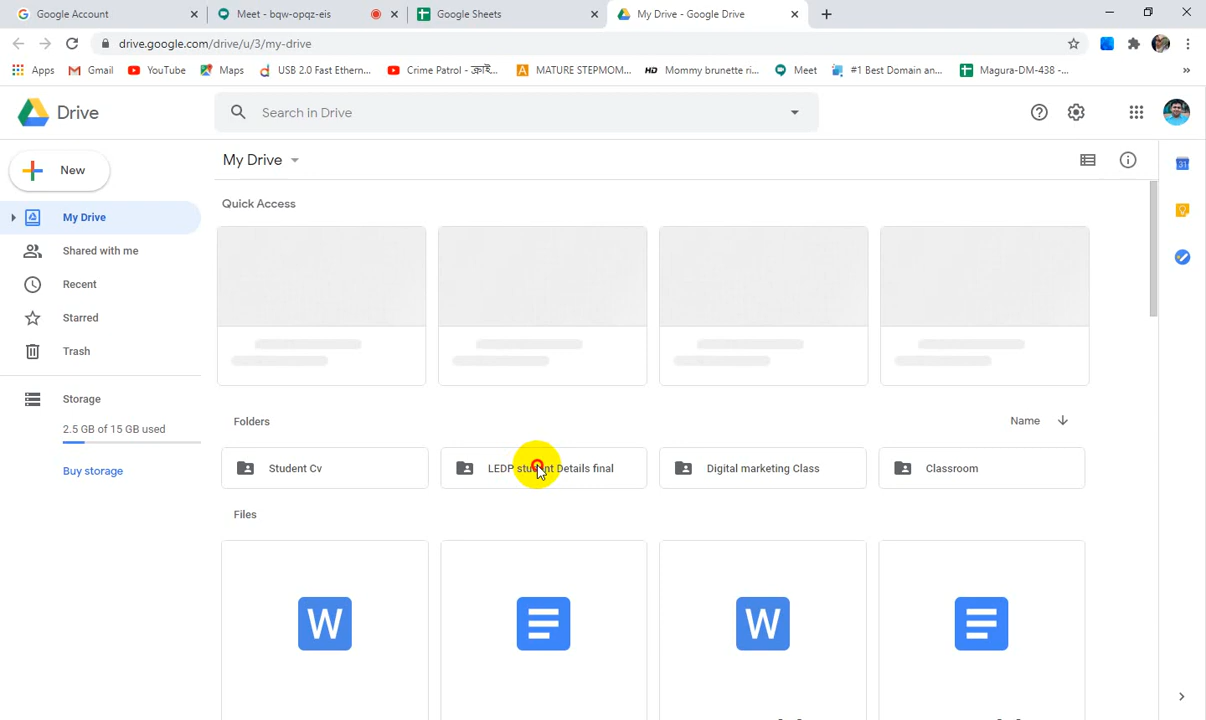 Google Account
Meet - bqw-opqz-eis
Google Sheets
My Drive - Google Drive
drive.google.com/drive/u/3/my-drive
Apps
Gmail
YouTube
Maps
USB 2.0 Fast Ethern...
Crime Patrol - ক্রাই...
MATURE STEPMOM...
HD Mommy brunette ri...
Meet
#1 Best Domain an...
Magura-DM-438 -...
Drive
Search in Drive
New
My Drive
My Drive
Shared with me
Recent
Starred
Trash
Storage
2.5 GB of 15 GB used
Buy storage
Quick Access
Folders
Name
Student Cv
LEDP student Details final
Digital marketing Class
Classroom
Files
W
W
31